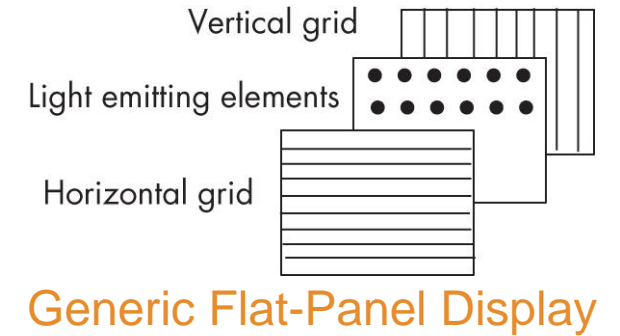 Vertical grid
Light emitting elements
Horizontal grid
Generic Flat-Panel Display